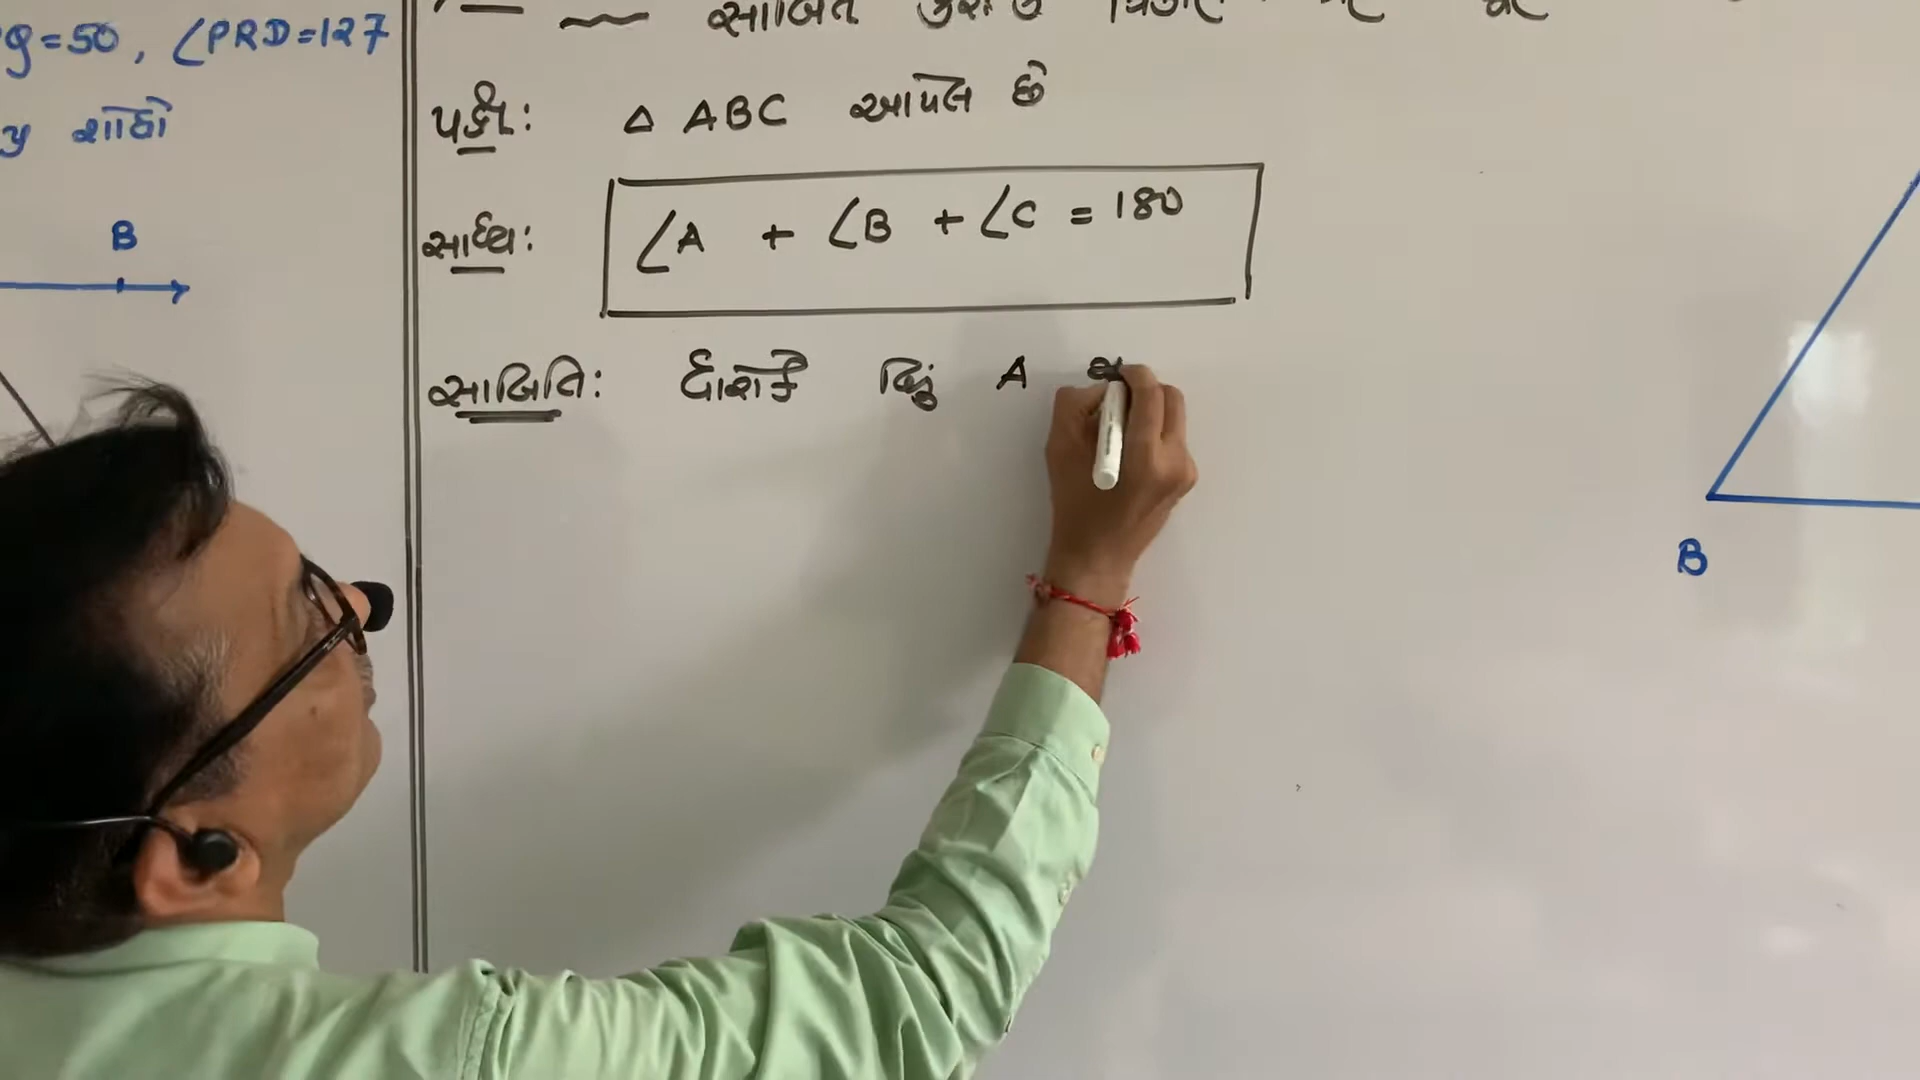 =50, ∠PRD=127
શોધો
B
સાબિત
પક્ષ: △ ABC આપેલ છે
સાધ્ય: ∠A + ∠B + ∠C = 180
સાબિતિ: ધારોકે બિંદુ A
B